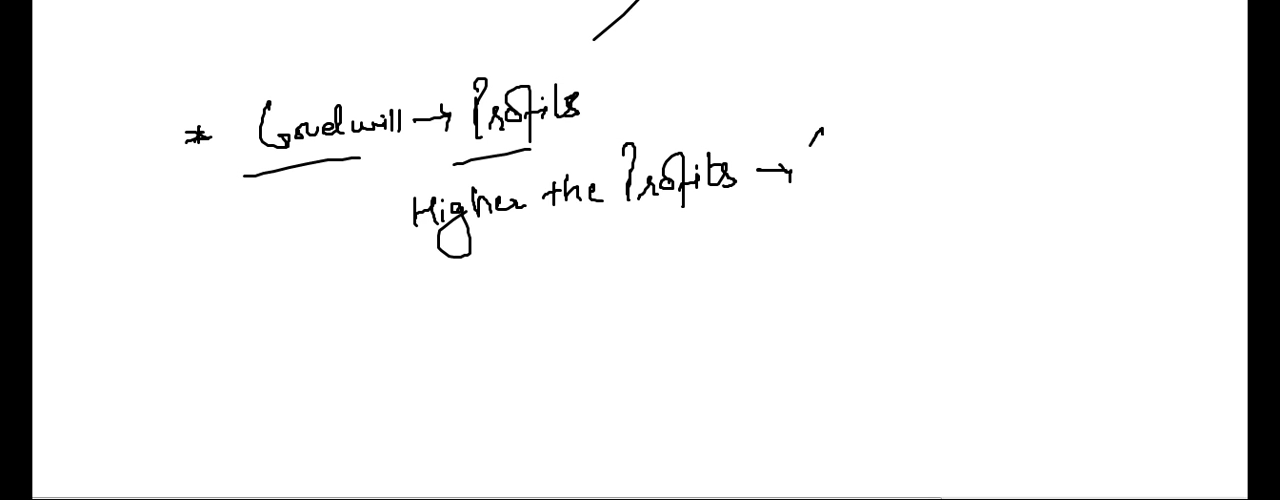 * Goodwill → Profits
Higher the Profits →